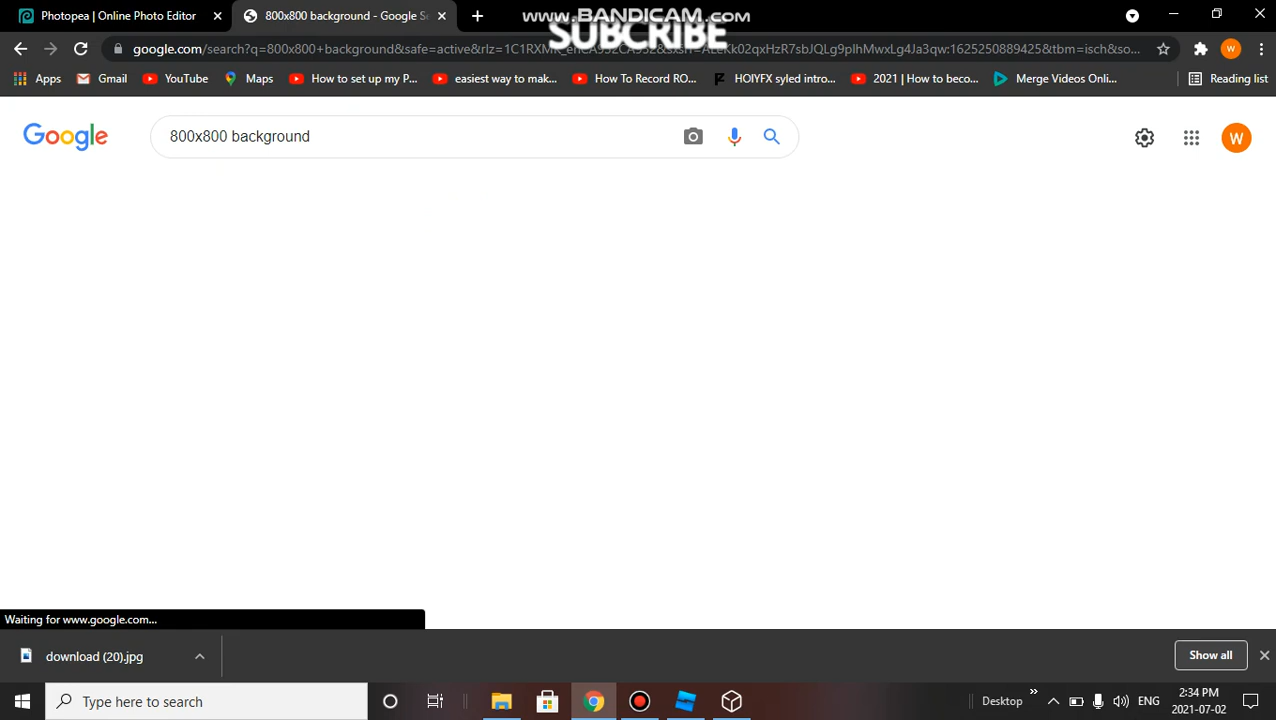 Photopea | Online Photo Editor
800x800 background - Google Se
www.BANDICAM.com
SUBCRIBE
google.com/search?q=800x800+background&safe=active&rlz=
Apps
Gmail
YouTube
Maps
How to set up my P...
easiest way to mak...
How To Record RO...
HOIYFX syled intro...
2021 | How to beco...
Merge Videos Onli...
Reading list
W
Google
800x800 background
W
Waiting for www.google.com...
download (20).jpg
Show all
Type here to search
Desktop
ENG
2:34 PM
2021-07-02